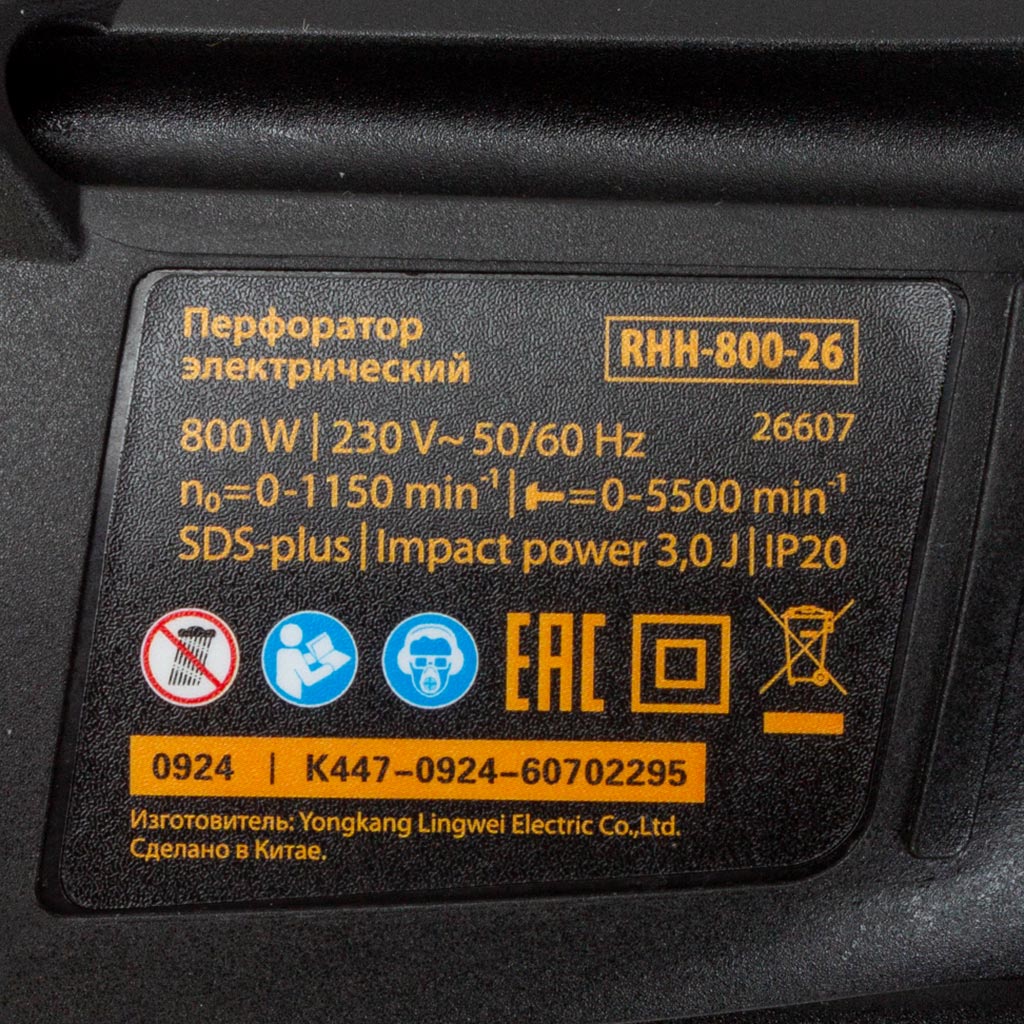 Перфоратор
электрический
RHH-800-26
26607
800 W | 230 V~ 50/60 Hz
n₀=0-1150 min⁻¹ | =0-5500 min⁻¹
SDS-plus | Impact power 3,0 J | IP20
EAC
0924 | K447-0924-60702295
Изготовитель: Yongkang Lingwei Electric Co.,Ltd.
Сделано в Китае.